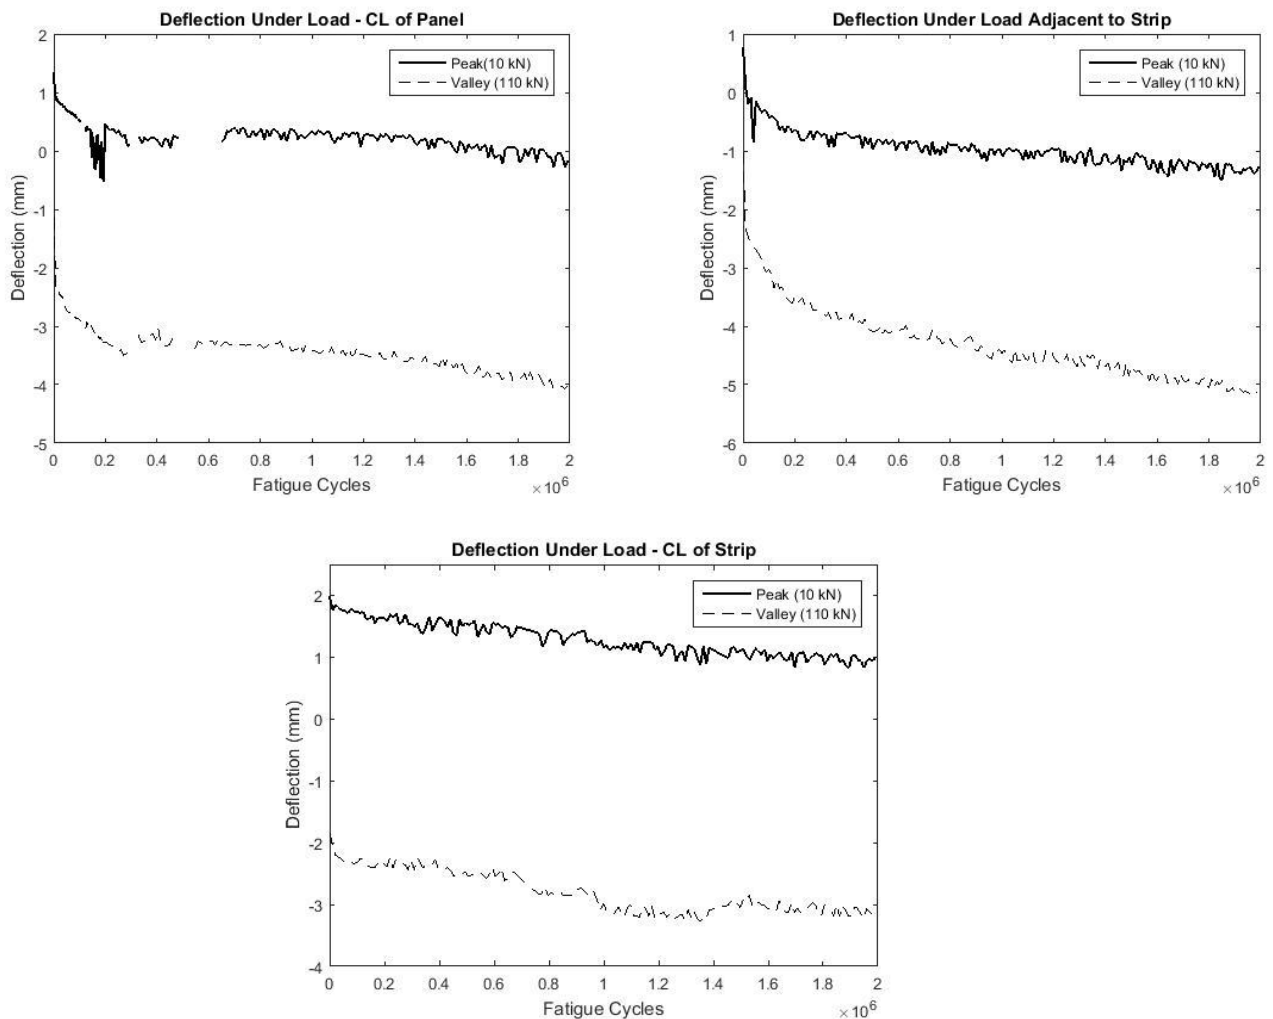 Deflection Under Load - CL of Panel
2
1
0
-1
-2
-3
-4
-5
Deflection (mm)
Peak(10 kN)
Valley (110 kN)
0 0.2 0.4 0.6 0.8 1 1.2 1.4 1.6 1.8 2
Fatigue Cycles
×10⁶
Deflection Under Load Adjacent to Strip
1
0
-1
-2
-3
-4
-5
-6
Deflection (mm)
Peak (10 kN)
Valley (110 kN)
0 0.2 0.4 0.6 0.8 1 1.2 1.4 1.6 1.8 2
Fatigue Cycles
×10⁶
Deflection Under Load - CL of Strip
2
1
0
-1
-2
-3
-4
Deflection (mm)
Peak (10 kN)
Valley (110 kN)
0 0.2 0.4 0.6 0.8 1 1.2 1.4 1.6 1.8 2
Fatigue Cycles
×10⁶